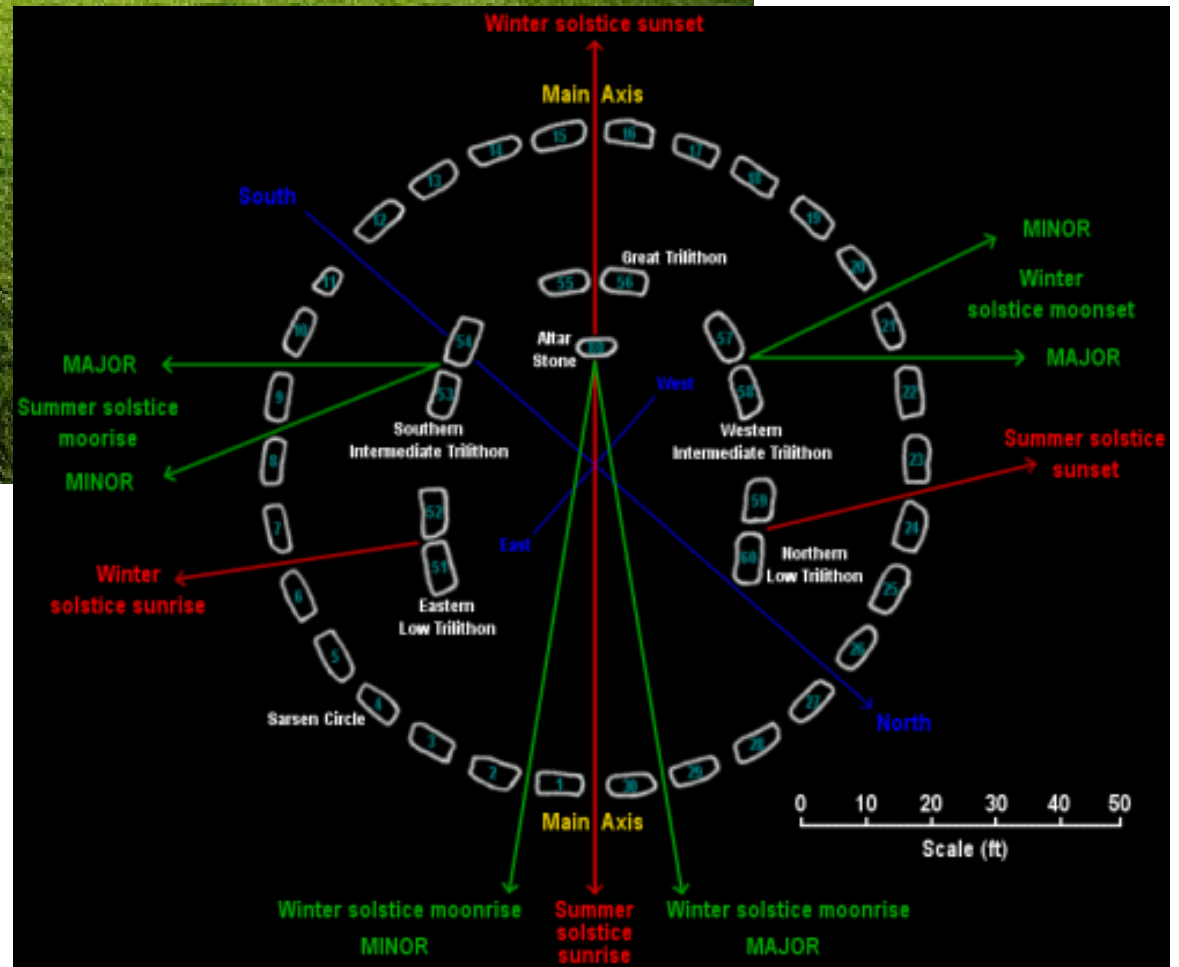 Winter solstice sunset
Main Axis
15 16
14 17
13 18
South
12 19
MINOR
Great Trilithon
20
Winter
solstice moonset
11
55 56
10
54
Altar
Stone
57
21
MAJOR
MAJOR
West
9
53
58
22
Summer solstice
moorise
Southern
Intermediate Trilithon
Western
Intermediate Trilithon
Summer solstice
sunset
8
23
MINOR
59
7
52
24
East
60
Northern
Low Trilithon
51
Winter
solstice sunrise
6
25
Eastern
Low Trilithon
5
26
4
27
Sarsen Circle
North
3
28
2
29
1 30
0 10 20 30 40 50
Main Axis
Scale (ft)
Winter solstice moonrise
MINOR
Summer
solstice
sunrise
Winter solstice moonrise
MAJOR